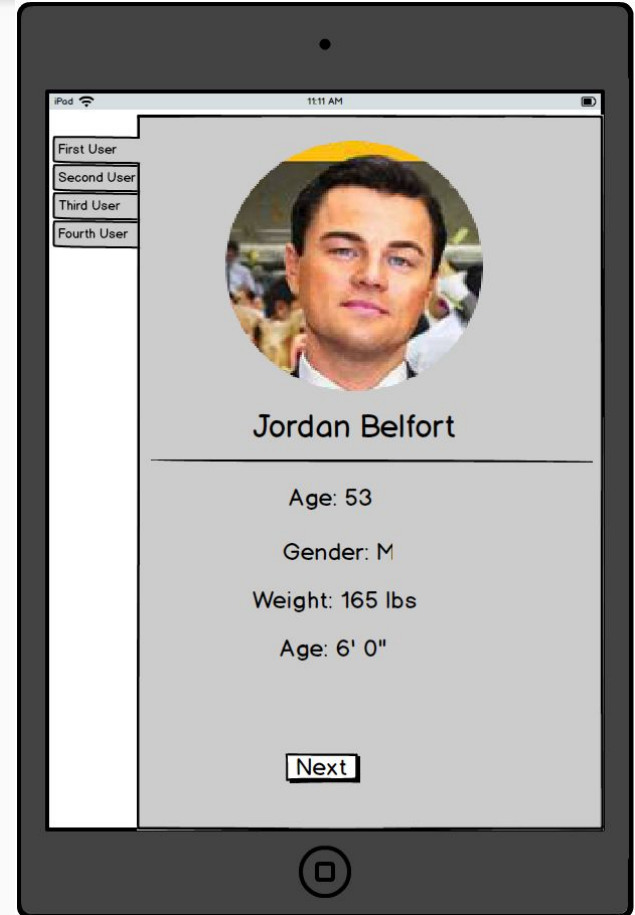 iPad
11:11 AM
First User
Second User
Third User
Fourth User
Jordan Belfort
Age: 53
Gender: M
Weight: 165 lbs
Age: 6' 0"
Next